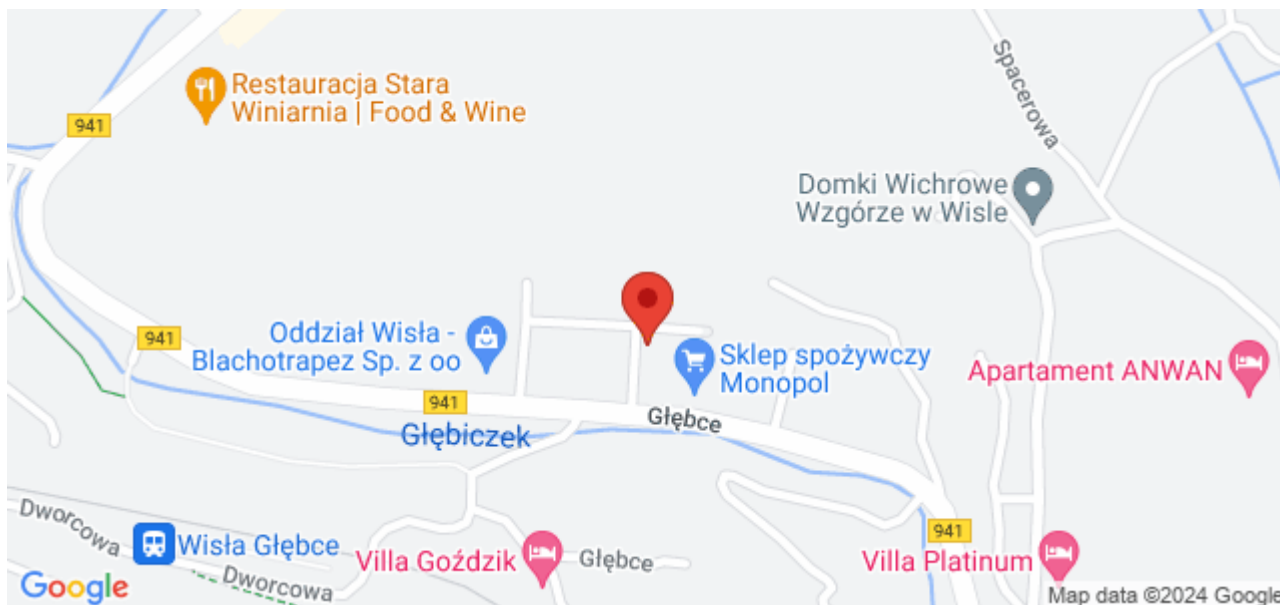 Restauracja Stara
Winiarnia | Food & Wine
941
Spacerowa
Domki Wichrowe
Wzgórze w Wisle
941
Oddział Wisła -
Blachotrapez Sp. z oo
Sklep spożywczy
Monopol
Apartament ANWAN
941
Głębce
Głębiczek
Dworcowa
Wisła Głębce
Dworcowa
Villa Goździk
Głębce
941
Villa Platinum
Google
Map data ©2024 Google